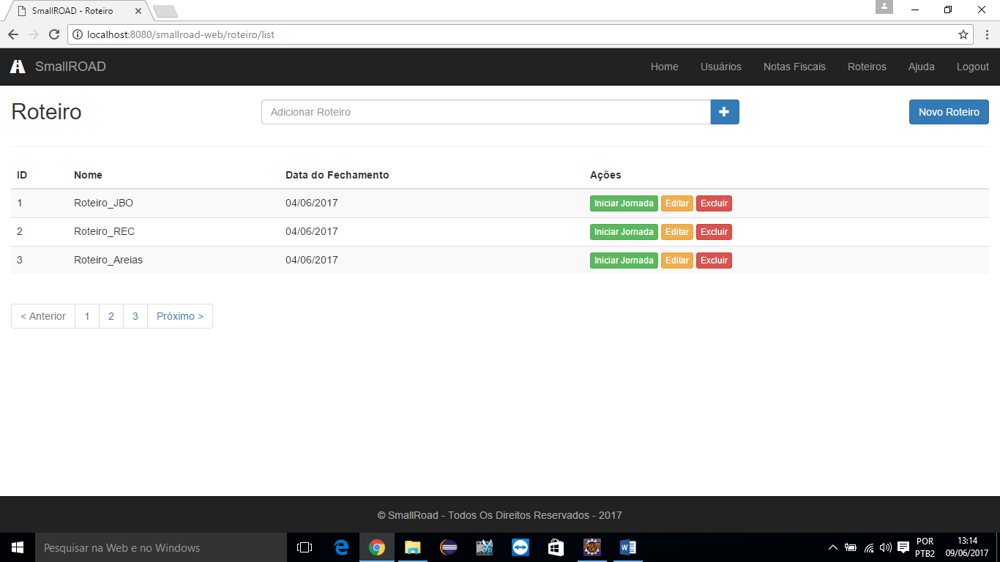 SmallROAD - Roteiro
localhost:8080/smallroad-web/roteiro/list
SmallROAD Home Usuários Notas Fiscais Roteiros Ajuda Logout
Roteiro Adicionar Roteiro Novo Roteiro
ID Nome Data do Fechamento Ações
1 Roteiro_JBO 04/06/2017 Iniciar Jornada Editar Excluir
2 Roteiro_REC 04/06/2017 Iniciar Jornada Editar Excluir
3 Roteiro_Areias 04/06/2017 Iniciar Jornada Editar Excluir
< Anterior 1 2 3 Próximo >
© SmallRoad - Todos Os Direitos Reservados - 2017
Pesquisar na Web e no Windows
POR 13:14
PTB2 09/06/2017